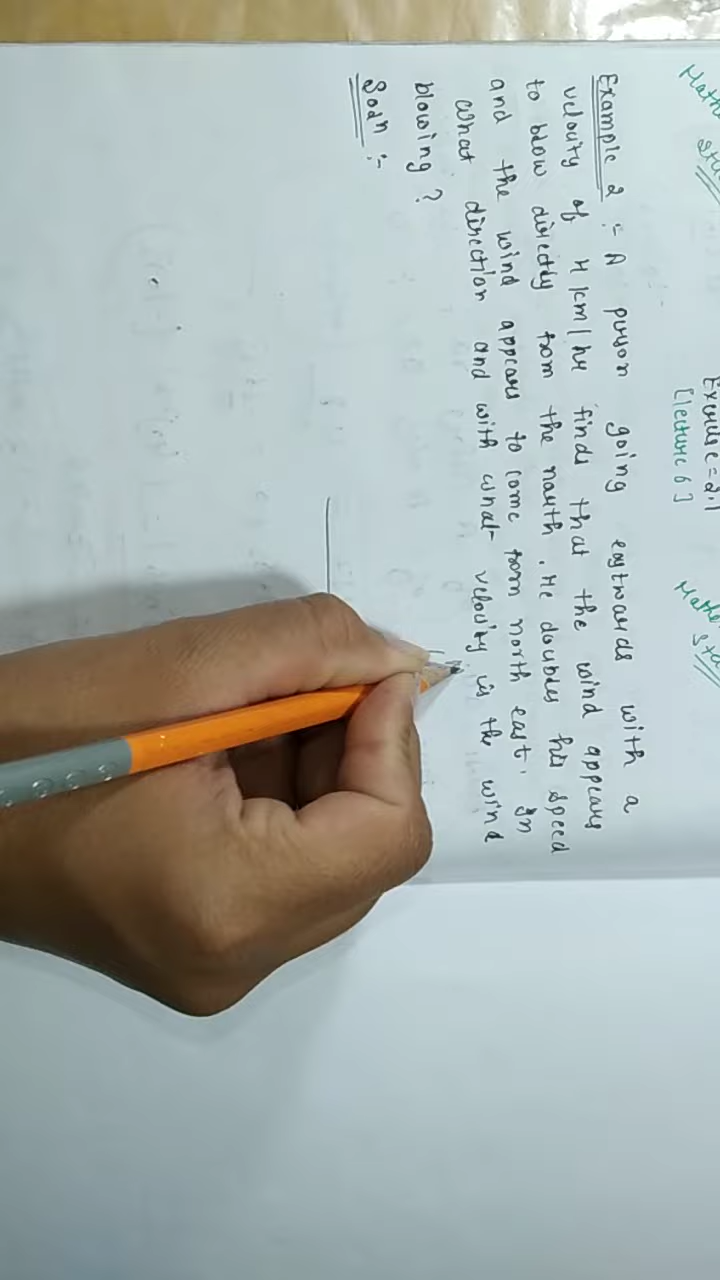 Exercise = 2.1
[lecture 6]
Example 2 :- A person going eastwards with a
velocity of 4 km/hr finds that the wind appears
to blow directly from the north . He doubles his speed
and the wind appears to come from north east . In
what direction and with what velocity is the wind
blowing ?
Soln :-